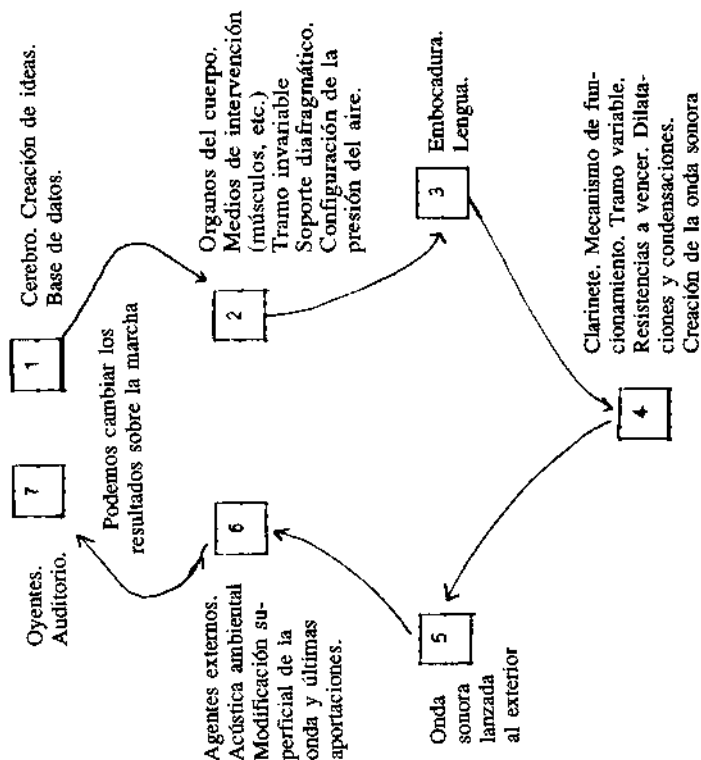 1
Cerebro. Creación de ideas.
Base de datos.
2
Organos del cuerpo.
Medios de intervención
(músculos, etc.)
Tramo invariable
Soporte diafragmático.
Configuración de la
presión del aire.
3
Embocadura.
Lengua.
4
Clarinete. Mecanismo de fun-
cionamiento. Tramo variable.
Resistencias a vencer. Dilata-
ciones y condensaciones.
Creación de la onda sonora
5
Onda
sonora
lanzada
al exterior
6
Agentes externos.
Acústica ambiental
Modificación su-
perficial de la
onda y últimas
aportaciones.
7
Oyentes.
Auditorio.
Podemos cambiar los
resultados sobre la marcha